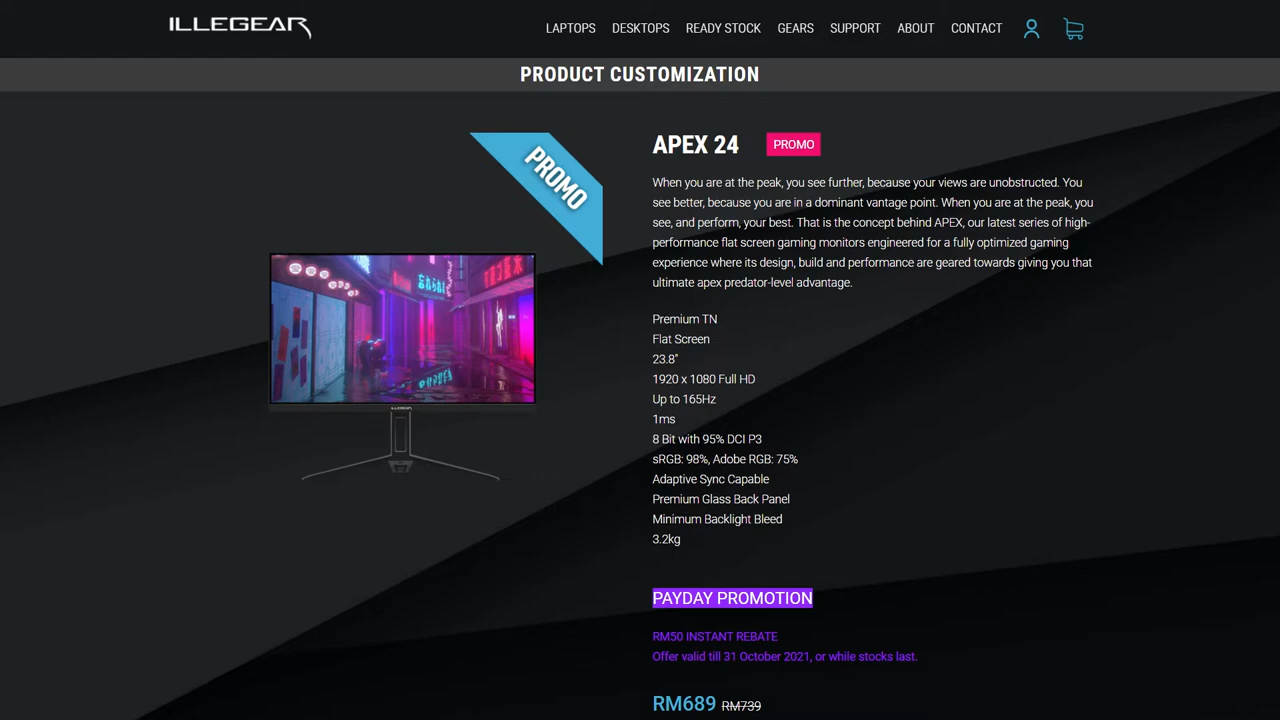 ILLEGEAR
LAPTOPS DESKTOPS READY STOCK GEARS SUPPORT ABOUT CONTACT
PRODUCT CUSTOMIZATION
PROMO
忘れられ
ILLEGEAR
APEX 24 PROMO
When you are at the peak, you see further, because your views are unobstructed. You
see better, because you are in a dominant vantage point. When you are at the peak, you
see, and perform, your best. That is the concept behind APEX, our latest series of high-
performance flat screen gaming monitors engineered for a fully optimized gaming
experience where its design, build and performance are geared towards giving you that
ultimate apex predator-level advantage.
Premium TN
Flat Screen
23.8"
1920 x 1080 Full HD
Up to 165Hz
1ms
8 Bit with 95% DCI P3
sRGB: 98%, Adobe RGB: 75%
Adaptive Sync Capable
Premium Glass Back Panel
Minimum Backlight Bleed
3.2kg
PAYDAY PROMOTION
RM50 INSTANT REBATE
Offer valid till 31 October 2021, or while stocks last.
RM689 RM739